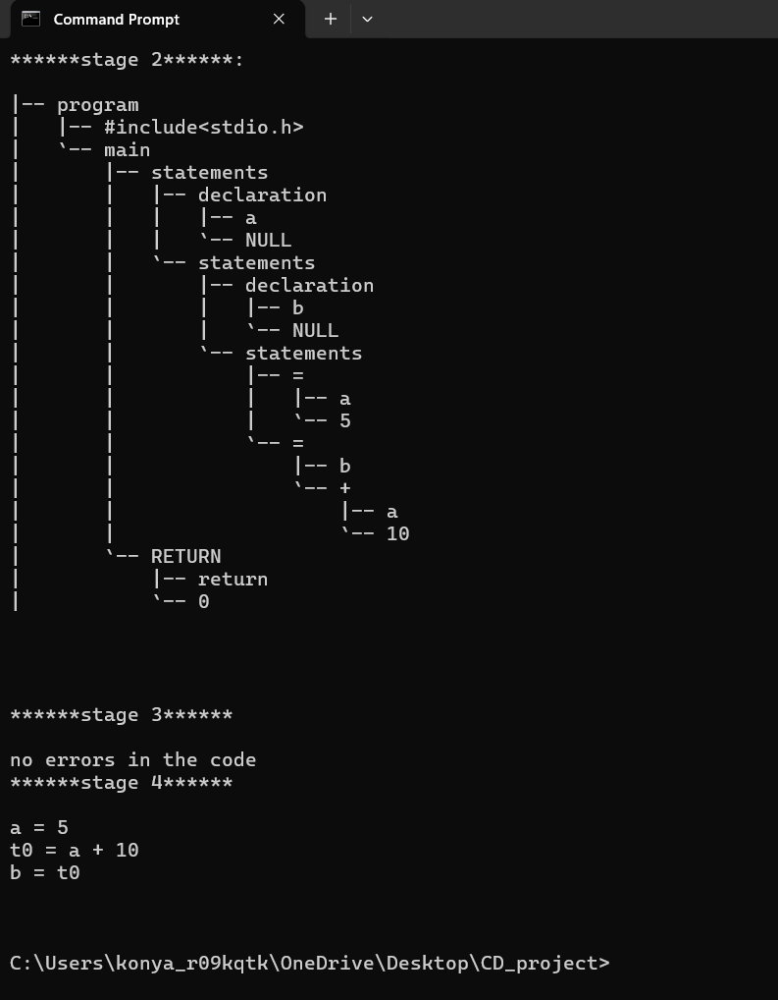 Command Prompt
******stage 2******:
|-- program
|   |-- #include<stdio.h>
|   `-- main
|       |-- statements
|       |   |-- declaration
|       |   |   |-- a
|       |   |   `-- NULL
|       |   `-- statements
|       |       |-- declaration
|       |       |   |-- b
|       |       |   `-- NULL
|       |       `-- statements
|       |           |-- =
|       |           |   |-- a
|       |           |   `-- 5
|       |           `-- =
|       |               |-- b
|       |               `-- +
|       |                   |-- a
|       |                   `-- 10
|       `-- RETURN
|           |-- return
|           `-- 0
******stage 3******
no errors in the code
******stage 4******
a = 5
t0 = a + 10
b = t0
C:\Users\konya_r09kqtk\OneDrive\Desktop\CD_project>